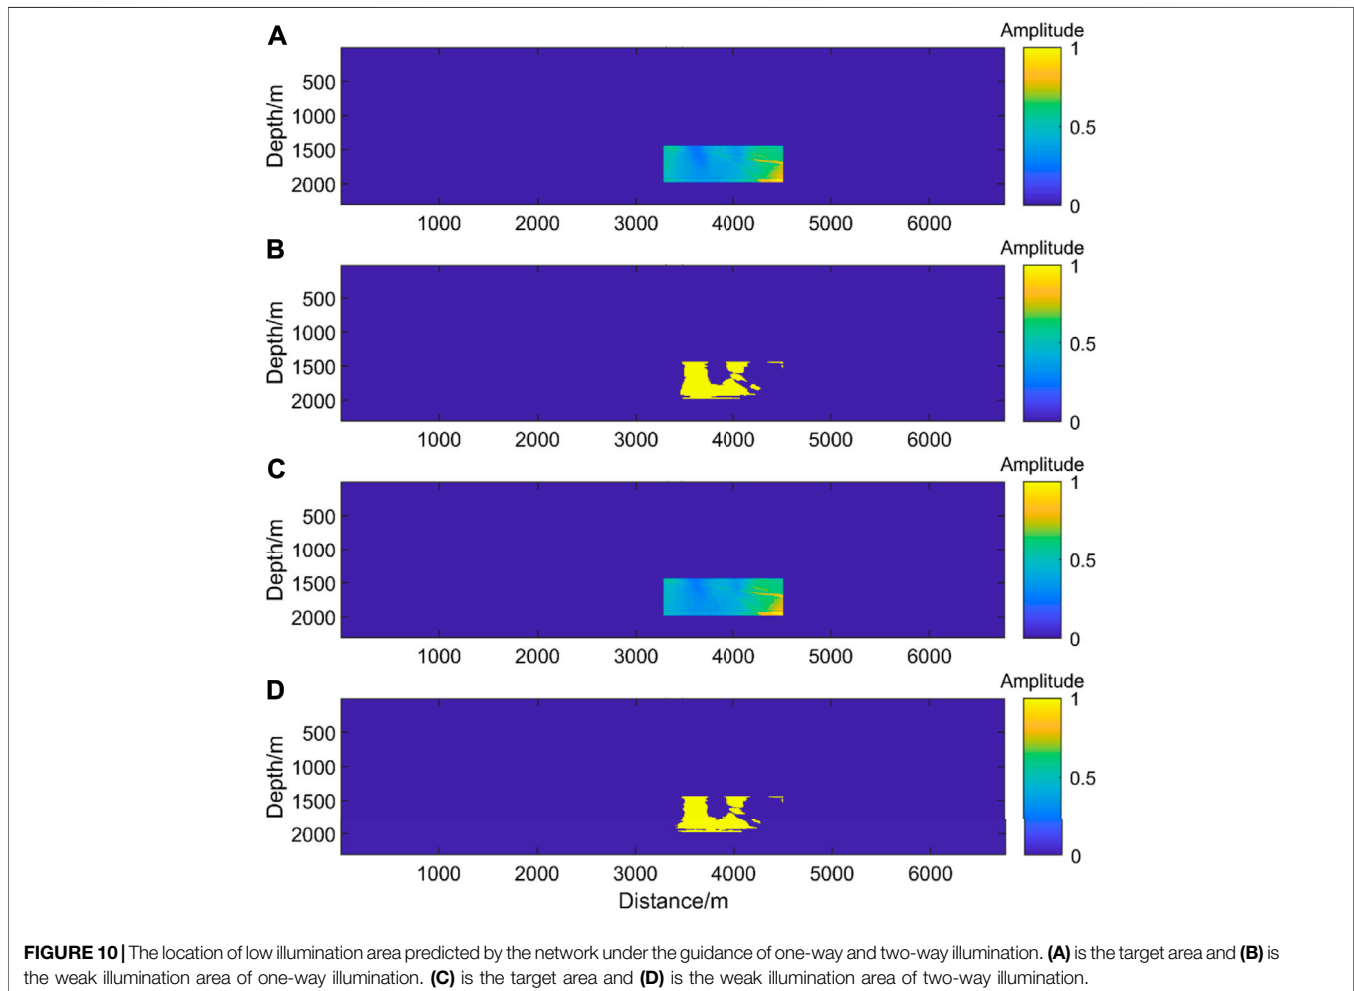 A
Amplitude
1
0.5
0
Depth/m
500
1000
1500
2000
1000 2000 3000 4000 5000 6000
B
Amplitude
1
0.5
0
Depth/m
500
1000
1500
2000
1000 2000 3000 4000 5000 6000
C
Amplitude
1
0.5
0
Depth/m
500
1000
1500
2000
1000 2000 3000 4000 5000 6000
D
Amplitude
1
0.5
0
Depth/m
500
1000
1500
2000
1000 2000 3000 4000 5000 6000
Distance/m
FIGURE 10 | The location of low illumination area predicted by the network under the guidance of one-way and two-way illumination. (A) is the target area and (B) is
the weak illumination area of one-way illumination. (C) is the target area and (D) is the weak illumination area of two-way illumination.